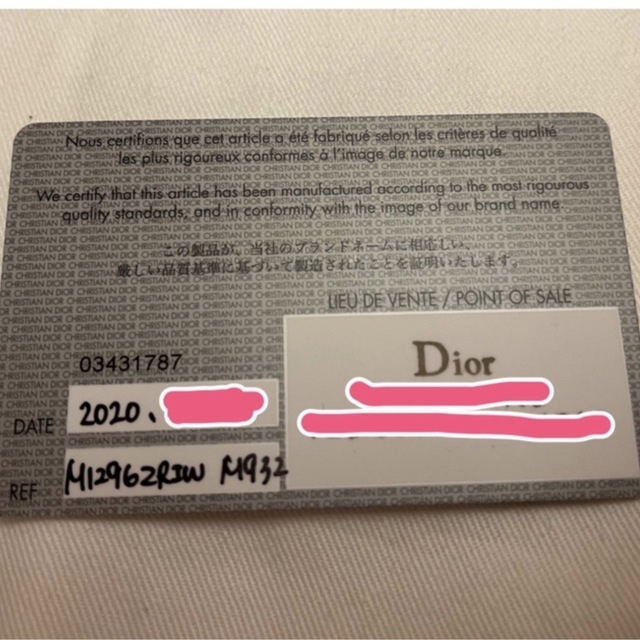 Nous certifions que cet article a été fabriqué selon les critères de qualité
les plus rigoureux conformes à l'image de notre marque.
We certify that this article has been manufactured according to the most rigourous
quality standards, and in conformity with the image of our brand name.
この製品が、当社のブランドネームに相応しい、
厳しい品質基準に基づいて製造されたことを証明いたします。
LIEU DE VENTE / POINT OF SALE
Dior
03431787
DATE 2020、
REF M1296ZRIW M932